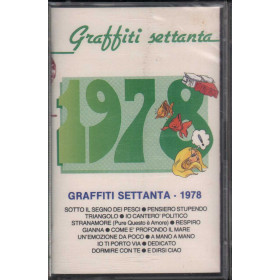 Graffiti settanta
1978
GRAFFITI SETTANTA · 1978
SOTTO IL SEGNO DEI PESCI ● PENSIERO STUPENDO
TRIANGOLO ● IO CANTERO' POLITICO
STRANAMORE (Pure Questo è Amore) ● RESPIRO
GIANNA ● COME E' PROFONDO IL MARE
UN'EMOZIONE DA POCO ● A MANO A MANO
IO TI PORTO VIA ● DEDICATO
DORMIRE CON TE ● E DIRSI CIAO